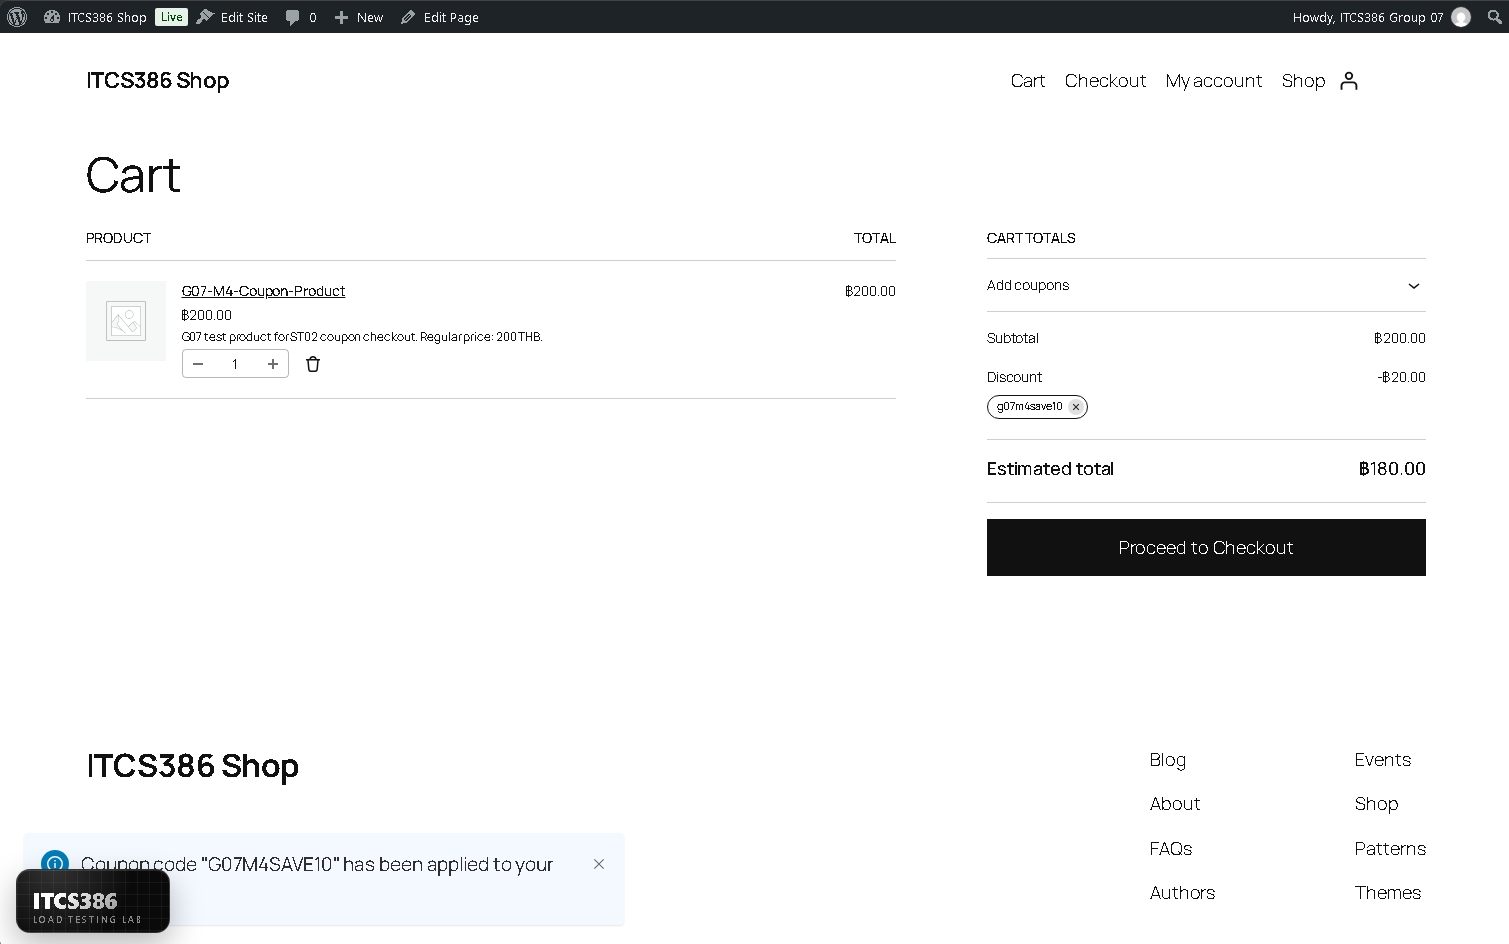 ITCS386 Shop Live Edit Site 0 New Edit Page Howdy, ITCS386 Group 07
ITCS386 Shop
Cart Checkout My account Shop
Cart
PRODUCT TOTAL
G07-M4-Coupon-Product ฿200.00
฿200.00
G07 test product for ST02 coupon checkout. Regular price: 200 THB.
1
CART TOTALS
Add coupons
Subtotal ฿200.00
Discount -฿20.00
g07m4save10
Estimated total ฿180.00
Proceed to Checkout
ITCS386 Shop
Blog Events
About Shop
FAQs Patterns
Authors Themes
Coupon code "G07M4SAVE10" has been applied to your
ITCS386
LOAD TESTING LAB